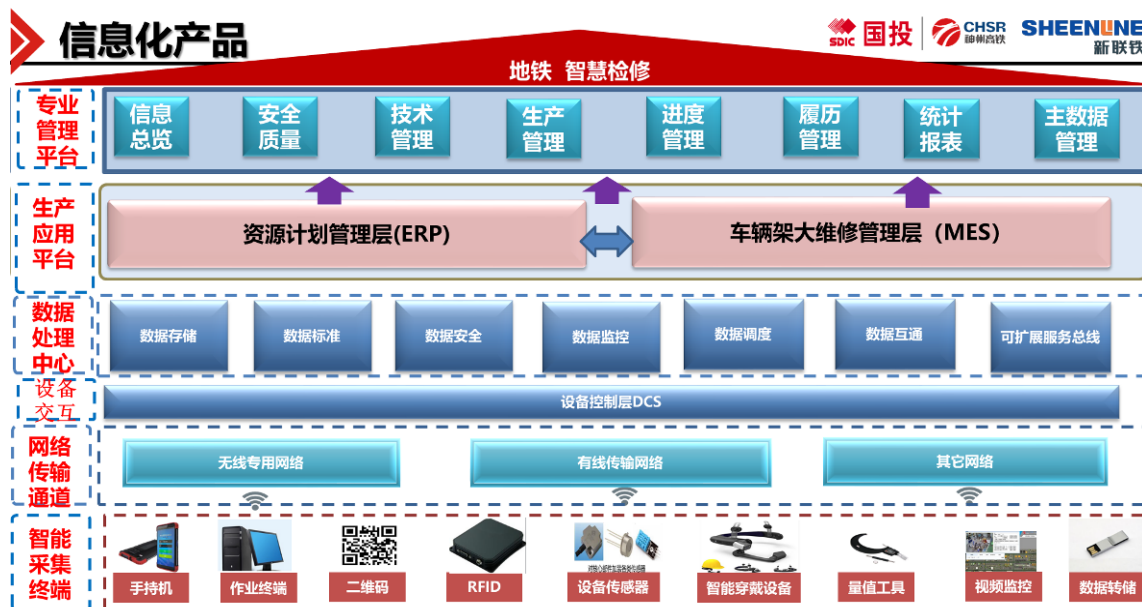 信息化产品
SDIC 国投
CHSR
神州高铁
SHEENLINE
新联铁
地铁 智慧检修
专业
管理
平台
信息
总览
安全
质量
技术
管理
生产
管理
进度
管理
履历
管理
统计
报表
主数据
管理
生产
应用
平台
资源计划管理层(ERP)
车辆架大维修管理层（MES）
数据
处理
中心
数据存储
数据标准
数据安全
数据监控
数据调度
数据互通
可扩展服务总线
设备
交互
设备控制层DCS
网络
传输
通道
无线专用网络
有线传输网络
其它网络
智能
采集
终端
手持机
作业终端
二维码
RFID
设备传感器
智能穿戴设备
量值工具
视频监控
数据转储